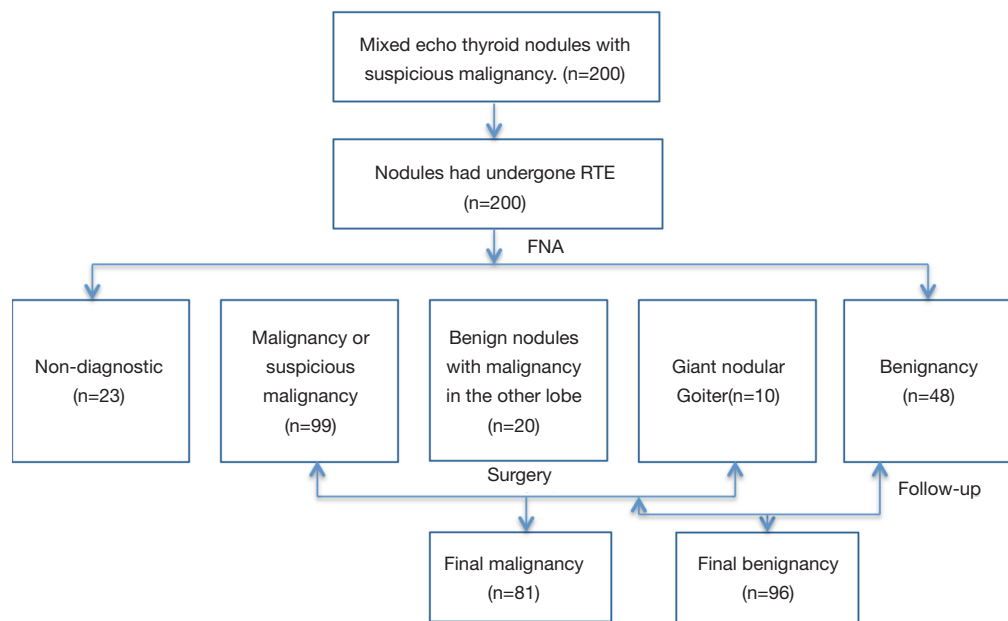 Mixed echo thyroid nodules with
suspicious malignancy. (n=200)
Nodules had undergone RTE
(n=200)
FNA
Non-diagnostic
(n=23)
Malignancy or
suspicious
malignancy
(n=99)
Benign nodules
with malignancy
in the other lobe
(n=20)
Giant nodular
Goiter(n=10)
Benignancy
(n=48)
Surgery
Follow-up
Final malignancy
(n=81)
Final benignancy
(n=96)